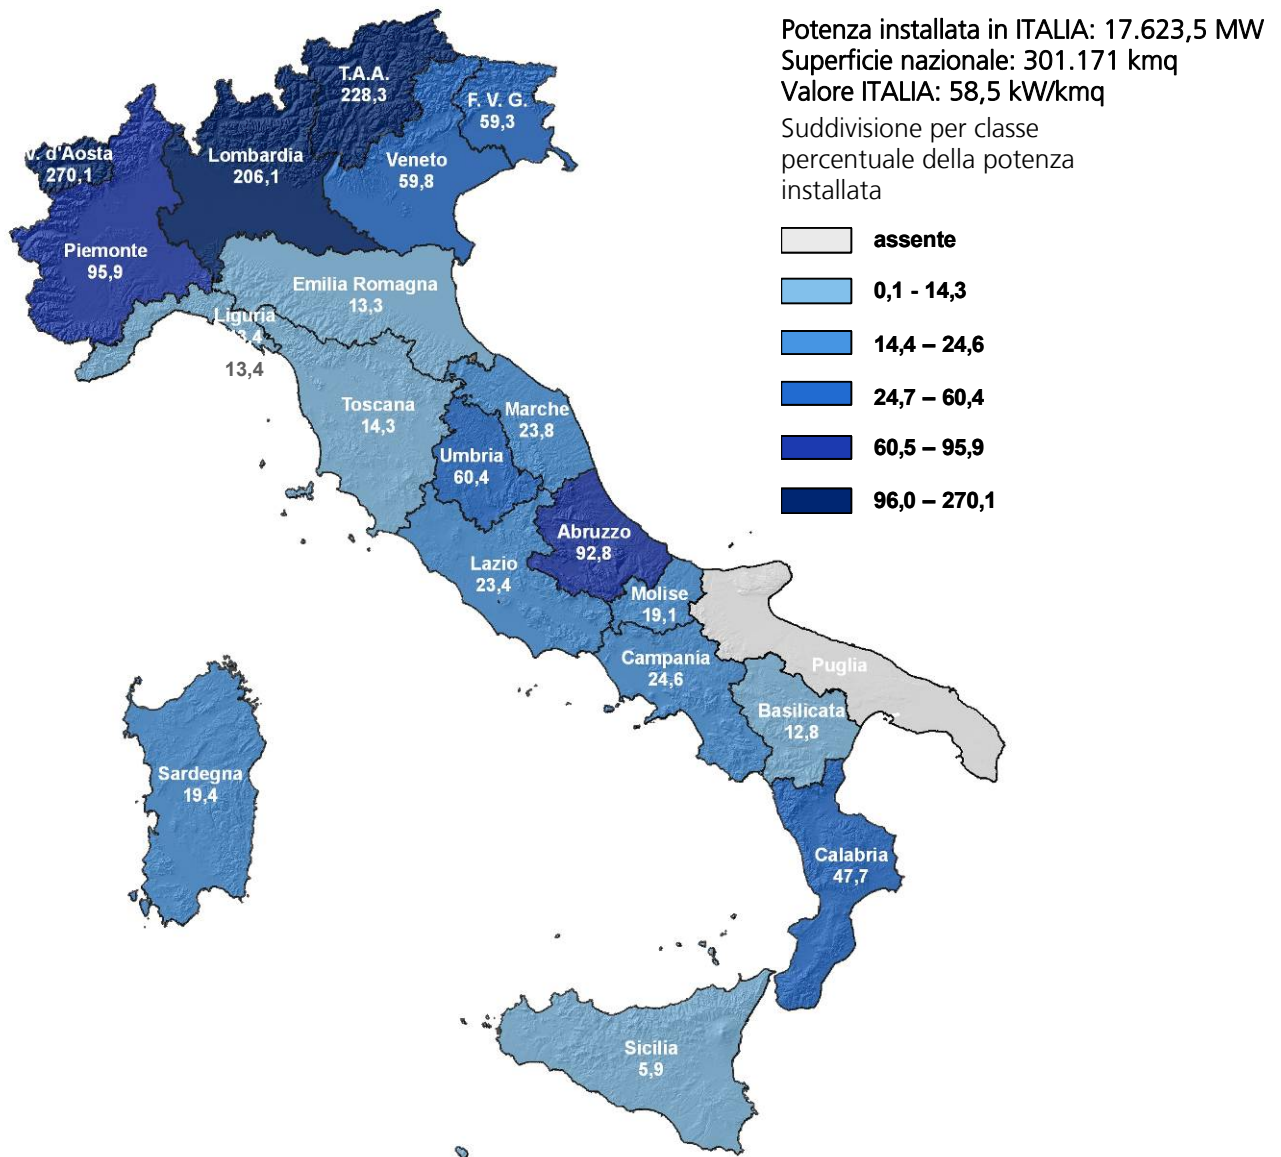 Potenza installata in ITALIA: 17.623,5 MW
Superficie nazionale: 301.171 kmq
Valore ITALIA: 58,5 kW/kmq
Suddivisione per classe
percentuale della potenza
installata
assente
0,1 - 14,3
14,4 – 24,6
24,7 – 60,4
60,5 – 95,9
96,0 – 270,1
T.A.A.
228,3
F. V. G.
59,3
V. d'Aosta
270,1
Lombardia
206,1
Veneto
59,8
Piemonte
95,9
Emilia Romagna
13,3
Liguria
13,4
13,4
Toscana
14,3
Marche
23,8
Umbria
60,4
Abruzzo
92,8
Lazio
23,4
Molise
19,1
Campania
24,6
Puglia
Basilicata
12,8
Sardegna
19,4
Calabria
47,7
Sicilia
5,9